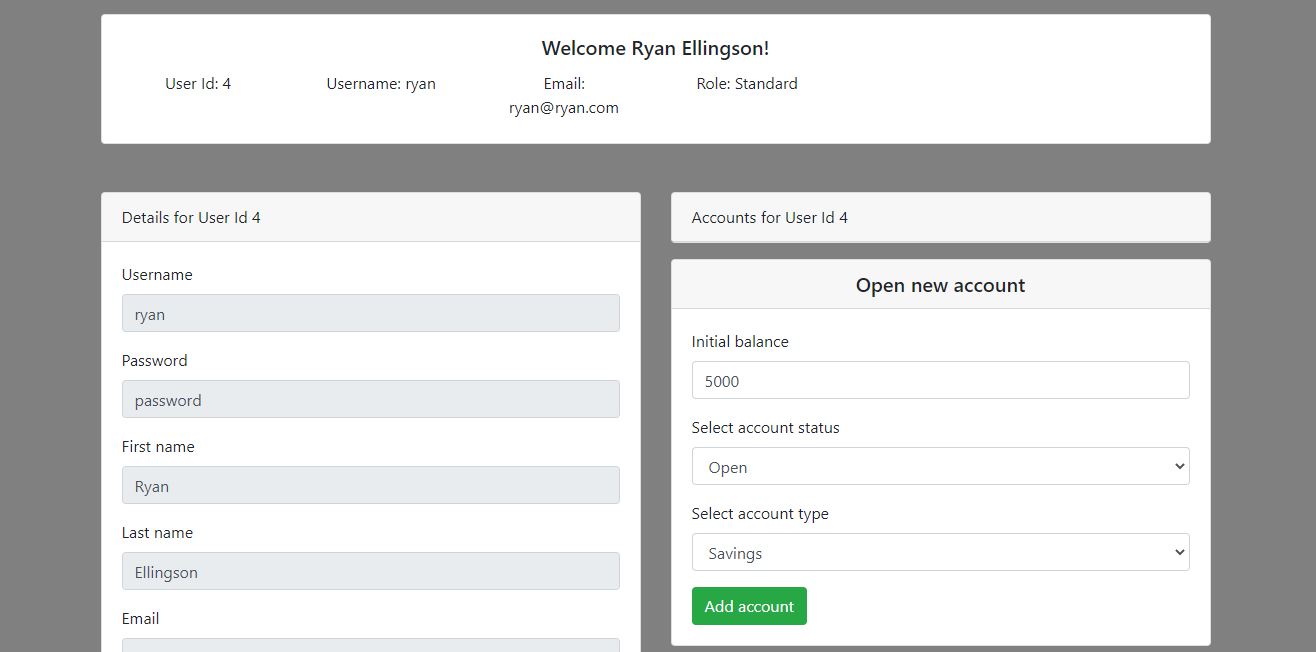 Welcome Ryan Ellingson!
User Id: 4
Username: ryan
Email:
ryan@ryan.com
Role: Standard
Details for User Id 4
Username
ryan
Password
password
First name
Ryan
Last name
Ellingson
Email
Accounts for User Id 4
Open new account
Initial balance
5000
Select account status
Open
Select account type
Savings
Add account